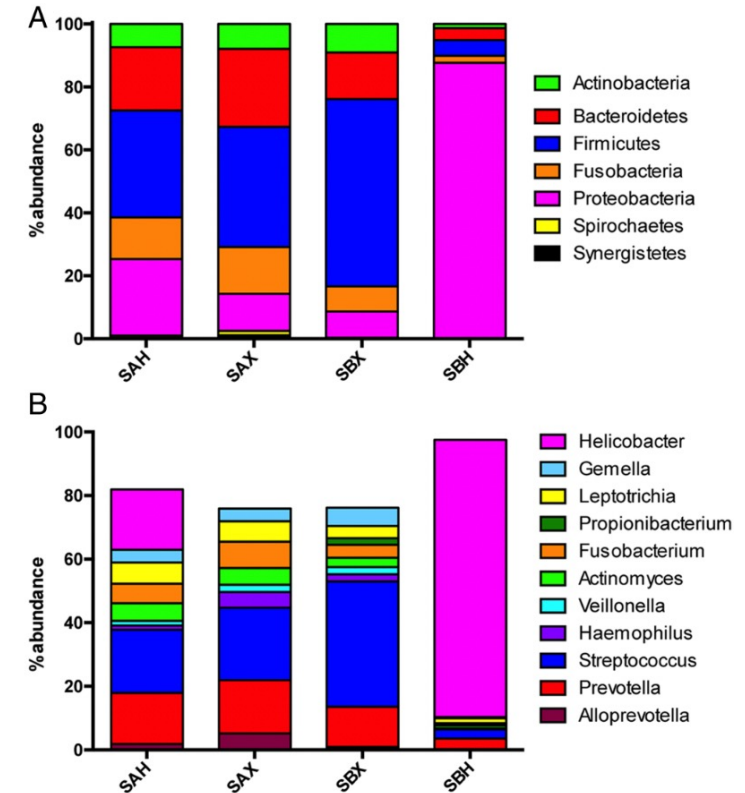 A
100
80
60
40
20
0
%abundance
SAH
SAX
SBX
SBH
Actinobacteria
Bacteroidetes
Firmicutes
Fusobacteria
Proteobacteria
Spirochaetes
Synergistetes
B
100
80
60
40
20
0
%abundance
SAH
SAX
SBX
SBH
Helicobacter
Gemella
Leptotrichia
Propionibacterium
Fusobacterium
Actinomyces
Veillonella
Haemophilus
Streptococcus
Prevotella
Alloprevotella